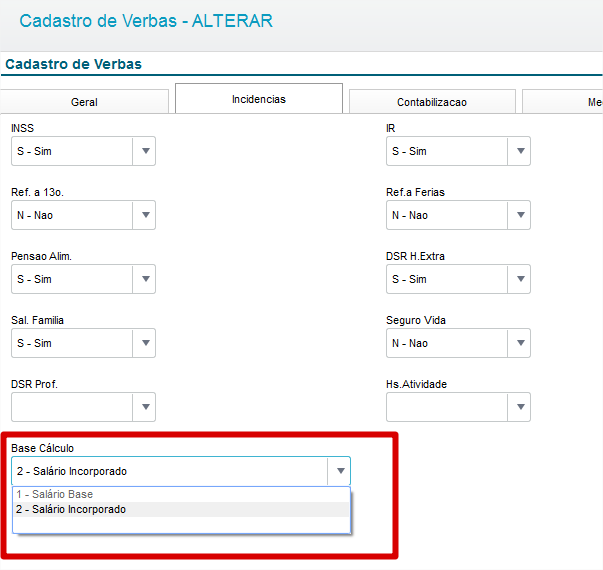 Cadastro de Verbas - ALTERAR
Cadastro de Verbas
Geral Incidencias Contabilizacao Me
INSS IR
S - Sim S - Sim
Ref. a 13o. Ref.a Ferias
N - Nao N - Nao
Pensao Alim. DSR H.Extra
S - Sim S - Sim
Sal. Familia Seguro Vida
S - Sim N - Nao
DSR Prof. Hs.Atividade
Base Cálculo
2 - Salário Incorporado
1 - Salário Base
2 - Salário Incorporado